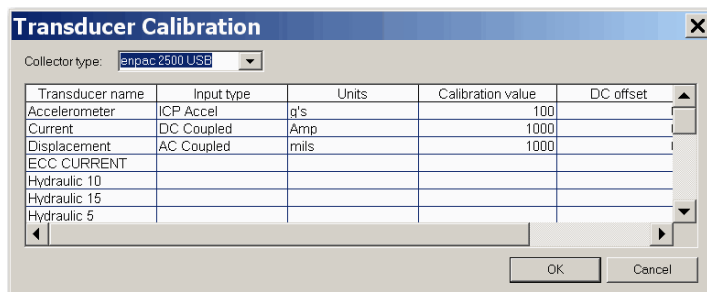 Transducer Calibration
Collector type: enpac 2500 USB
Transducer name Input type Units Calibration value DC offset
Accelerometer ICP Accel g's 100
Current DC Coupled Amp 1000
Displacement AC Coupled mils 1000
ECC CURRENT
Hydraulic 10
Hydraulic 15
Hydraulic 5
OK Cancel